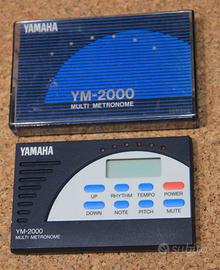 YAMAHA
YM-2000
MULTI METRONOME
YAMAHA
UP RHYTHM TEMPO POWER
YM-2000
MULTI METRONOME
DOWN NOTE PITCH MUTE
subito